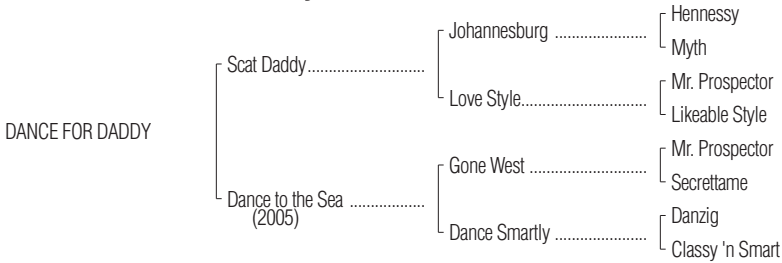 Hennessy
Johannesburg ......................
Myth
Scat Daddy............................
Mr. Prospector
Love Style..............................
Likeable Style
DANCE FOR DADDY
Mr. Prospector
Gone West ............................
Secrettame
Dance to the Sea ..................
(2005)
Danzig
Dance Smartly ......................
Classy 'n Smart